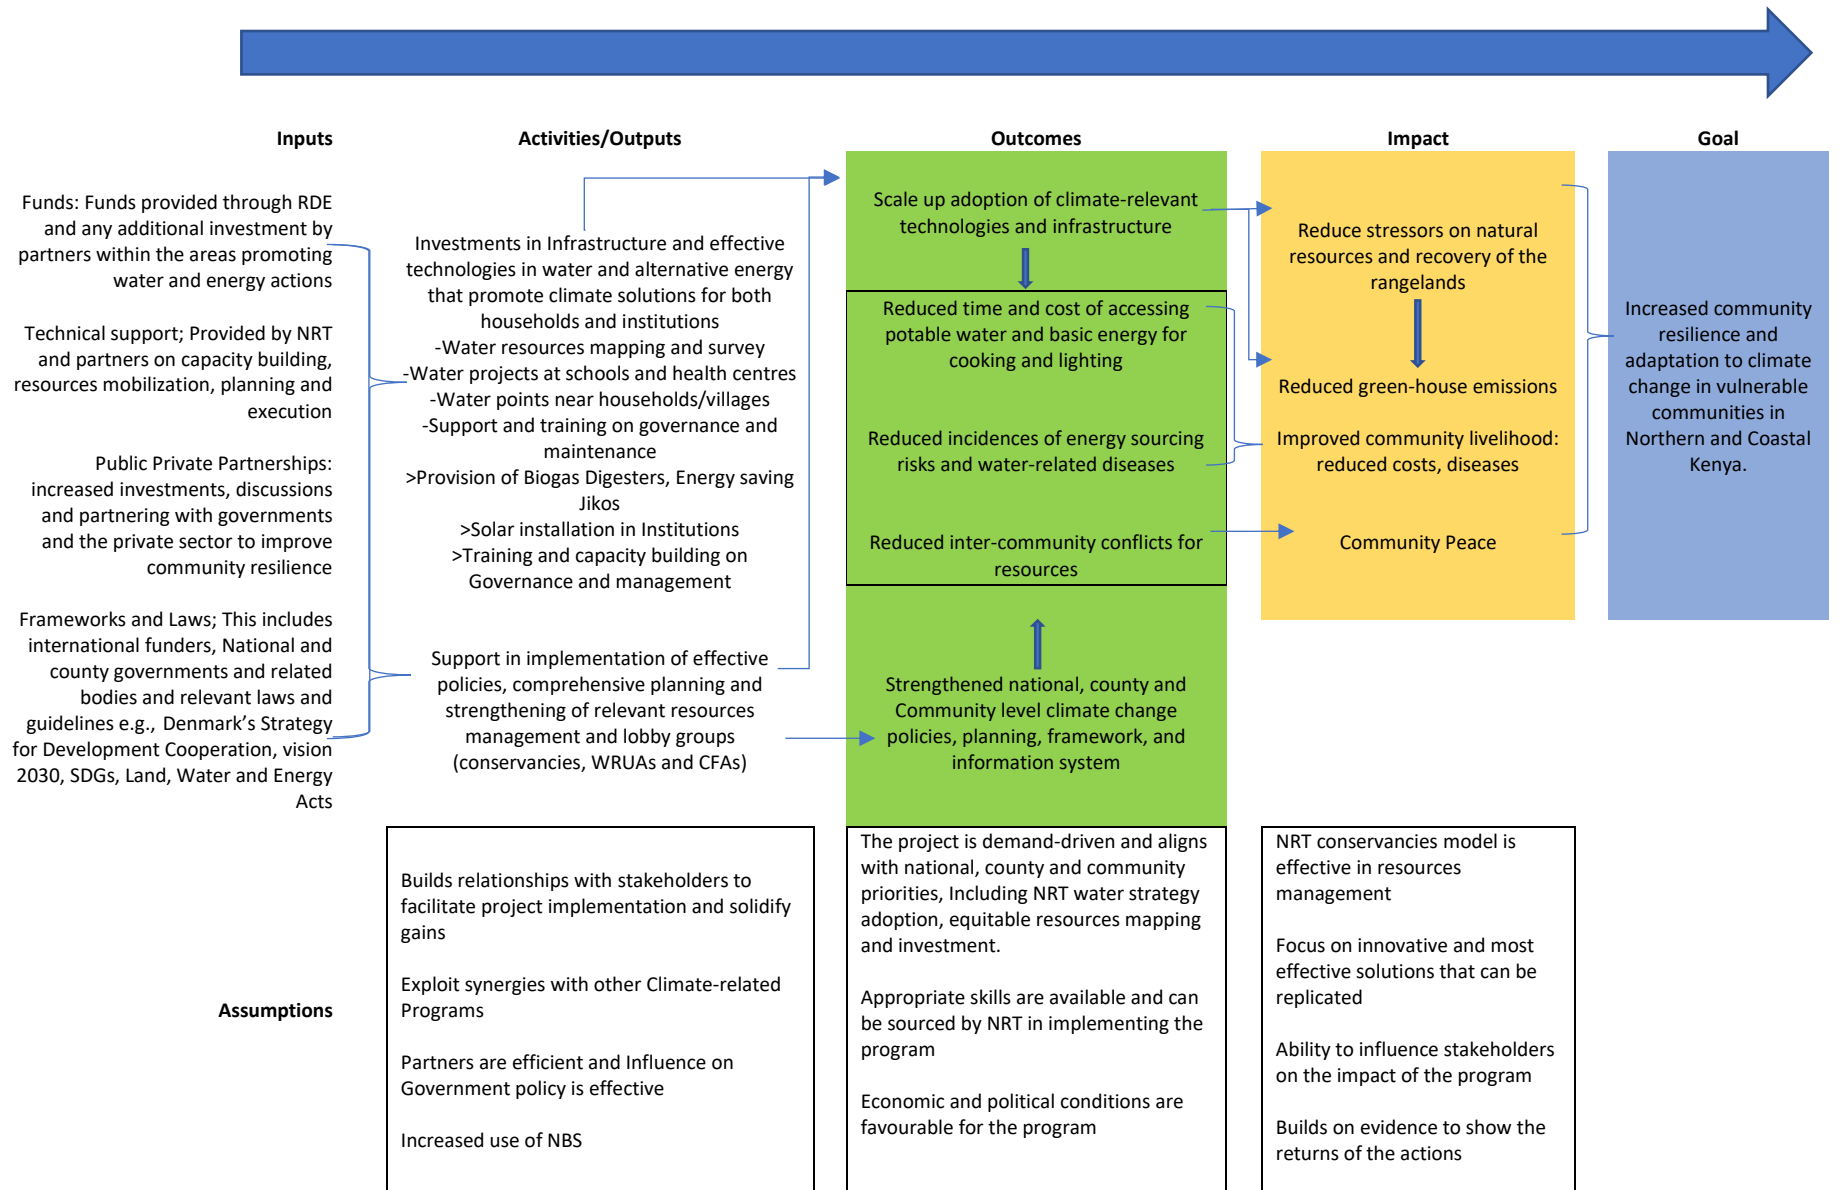 Inputs
Activities/Outputs
Outcomes
Impact
Goal
Funds: Funds provided through RDE
and any additional investment by
partners within the areas promoting
water and energy actions
Technical support; Provided by NRT
and partners on capacity building,
resources mobilization, planning and
execution
Public Private Partnerships:
increased investments, discussions
and partnering with governments
and the private sector to improve
community resilience
Frameworks and Laws; This includes
international funders, National and
county governments and related
bodies and relevant laws and
guidelines e.g., Denmark’s Strategy
for Development Cooperation, vision
2030, SDGs, Land, Water and Energy
Acts
Investments in Infrastructure and effective
technologies in water and alternative energy
that promote climate solutions for both
households and institutions
-Water resources mapping and survey
-Water projects at schools and health centres
-Water points near households/villages
-Support and training on governance and
maintenance
>Provision of Biogas Digesters, Energy saving
Jikos
>Solar installation in Institutions
>Training and capacity building on
Governance and management
Support in implementation of effective
policies, comprehensive planning and
strengthening of relevant resources
management and lobby groups
(conservancies, WRUAs and CFAs)
Scale up adoption of climate-relevant
technologies and infrastructure
Reduced time and cost of accessing
potable water and basic energy for
cooking and lighting
Reduced incidences of energy sourcing
risks and water-related diseases
Reduced inter-community conflicts for
resources
Strengthened national, county and
Community level climate change
policies, planning, framework, and
information system
Reduce stressors on natural
resources and recovery of the
rangelands
Reduced green-house emissions
Improved community livelihood:
reduced costs, diseases
Community Peace
Increased community
resilience and
adaptation to climate
change in vulnerable
communities in
Northern and Coastal
Kenya.
Assumptions
Builds relationships with stakeholders to
facilitate project implementation and solidify
gains
Exploit synergies with other Climate-related
Programs
Partners are efficient and Influence on
Government policy is effective
Increased use of NBS
The project is demand-driven and aligns
with national, county and community
priorities, Including NRT water strategy
adoption, equitable resources mapping
and investment.
Appropriate skills are available and can
be sourced by NRT in implementing the
program
Economic and political conditions are
favourable for the program
NRT conservancies model is
effective in resources
management
Focus on innovative and most
effective solutions that can be
replicated
Ability to influence stakeholders
on the impact of the program
Builds on evidence to show the
returns of the actions